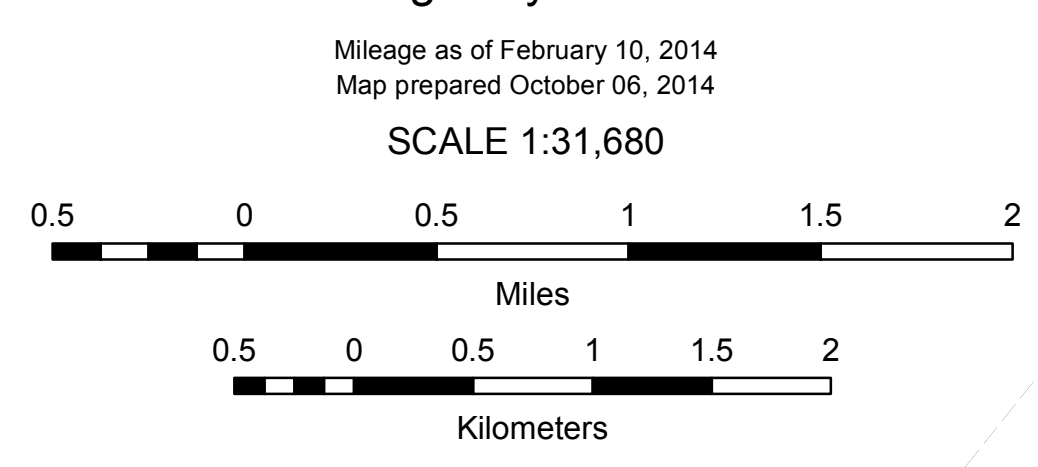 Mileage as of February 10, 2014
Map prepared October 06, 2014
SCALE 1:31,680
0.5 0 0.5 1 1.5 2
Miles
0.5 0 0.5 1 1.5 2
Kilometers